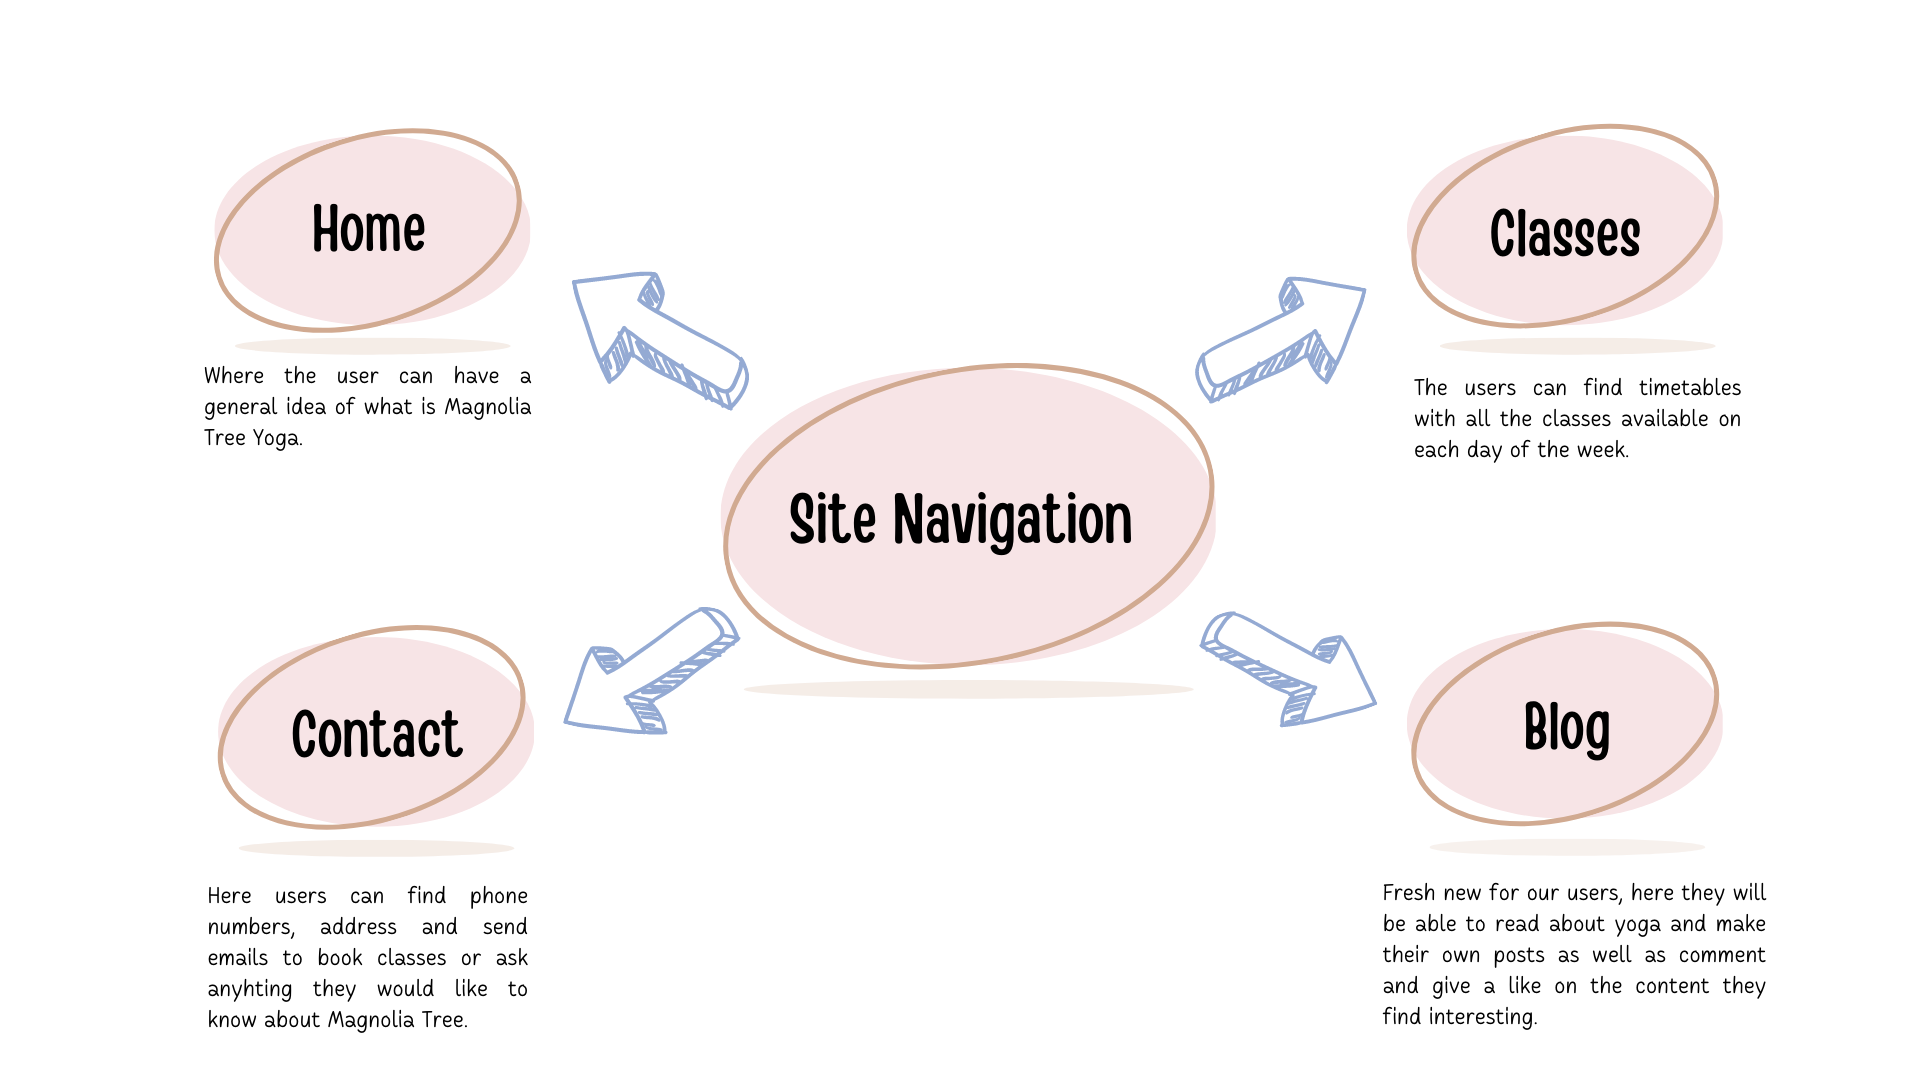 Home
Where the user can have a
general idea of what is Magnolia
Tree Yoga.
Classes
The users can find timetables
with all the classes available on
each day of the week.
Site Navigation
Contact
Here users can find phone
numbers, address and send
emails to book classes or ask
anyhting they would like to
know about Magnolia Tree.
Blog
Fresh new for our users, here they will
be able to read about yoga and make
their own posts as well as comment
and give a like on the content they
find interesting.